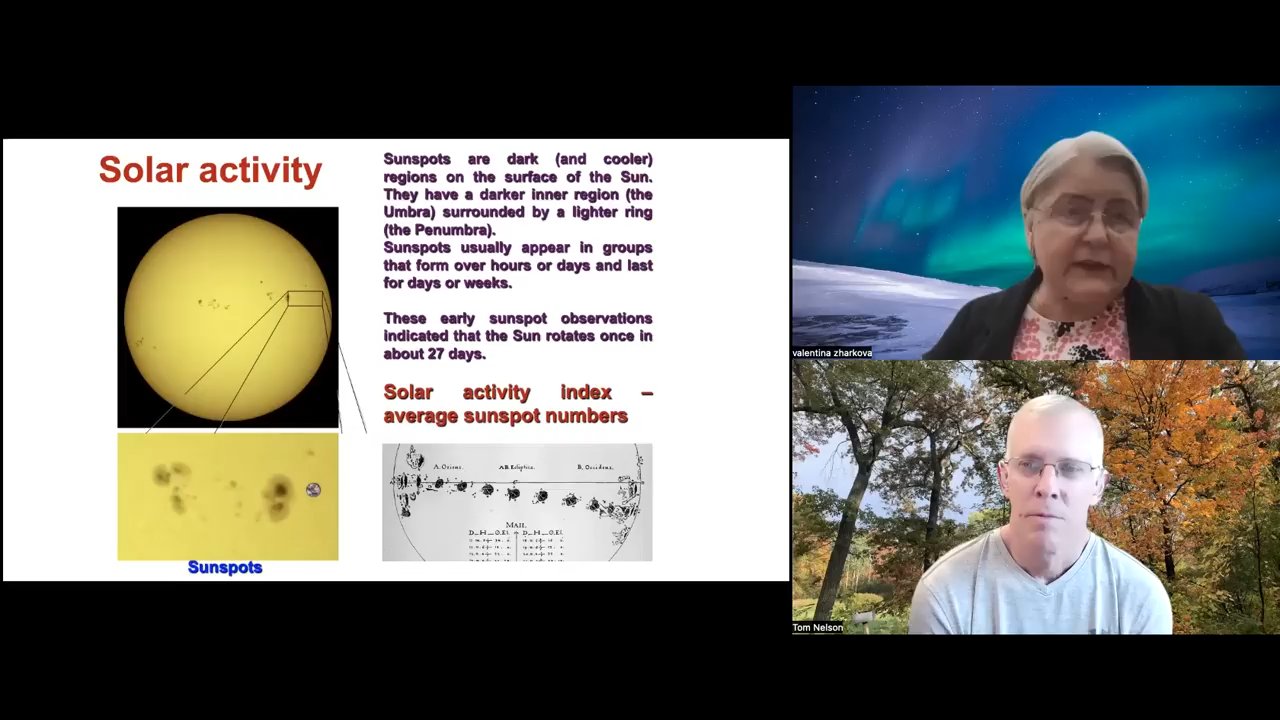 Solar activity
Sunspots are dark (and cooler)
regions on the surface of the Sun.
They have a darker inner region (the
Umbra) surrounded by a lighter ring
(the Penumbra).
Sunspots usually appear in groups
that form over hours or days and last
for days or weeks.
These early sunspot observations
indicated that the Sun rotates once in
about 27 days.
Solar activity index –
average sunspot numbers
A. Oriens.
B. Occidens.
MAII.
Sunspots
valentina zharkova
Tom Nelson